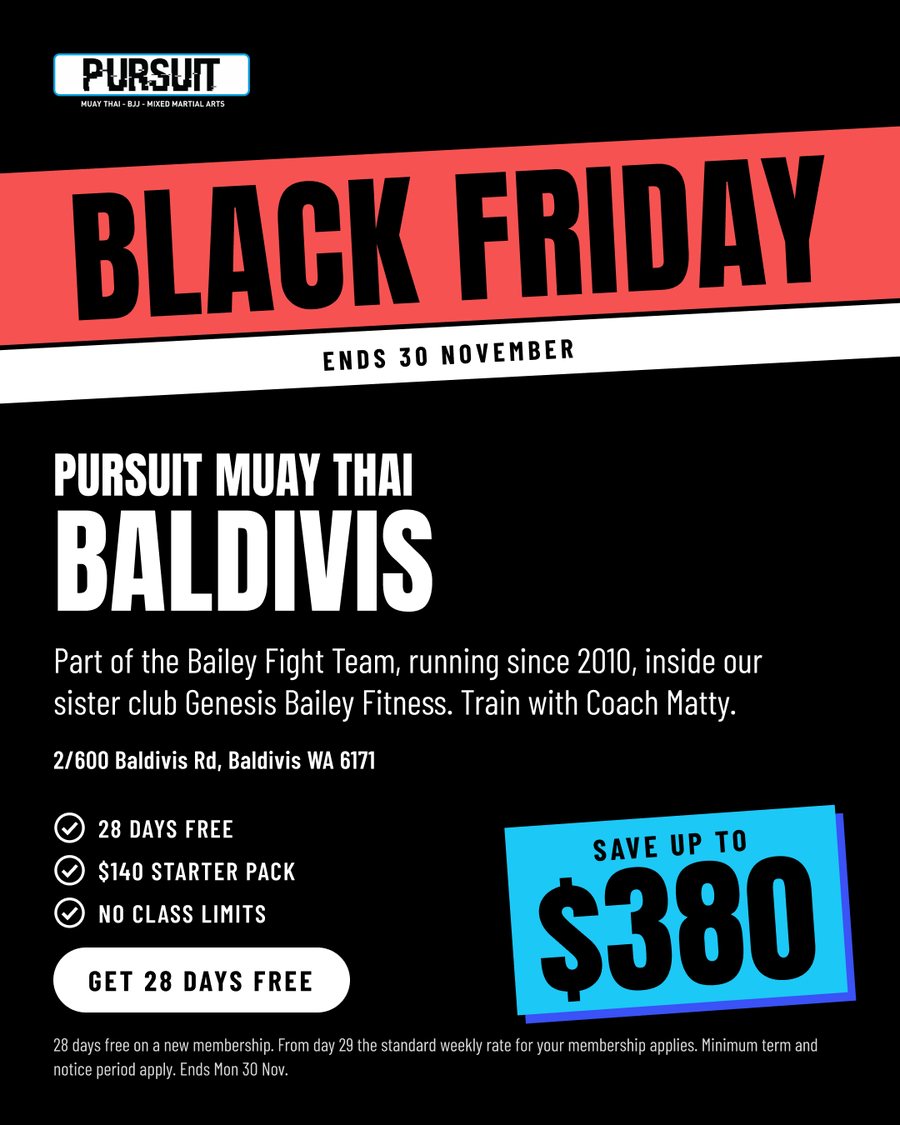 PURSUIT
MUAY THAI - BJJ - MIXED MARTIAL ARTS
BLACK FRIDAY
ENDS 30 NOVEMBER
PURSUIT MUAY THAI
BALDIVIS
Part of the Bailey Fight Team, running since 2010, inside our
sister club Genesis Bailey Fitness. Train with Coach Matty.
2/600 Baldivis Rd, Baldivis WA 6171
28 DAYS FREE
$140 STARTER PACK
NO CLASS LIMITS
GET 28 DAYS FREE
SAVE UP TO
$380
28 days free on a new membership. From day 29 the standard weekly rate for your membership applies. Minimum term and
notice period apply. Ends Mon 30 Nov.